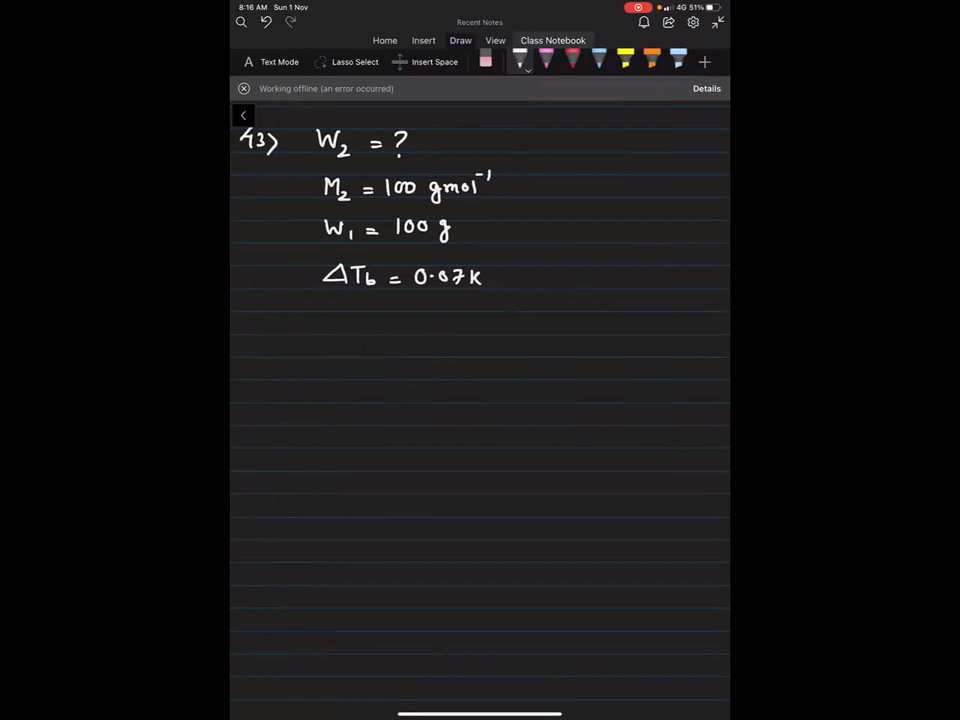 8:16 AM Sun 1 Nov
4G 51%
Recent Notes
Home Insert Draw View Class Notebook
Text Mode Lasso Select Insert Space
Working offline (an error occurred) Details
W₂ = ?
M₂ = 100 gmol⁻¹
W₁ = 100 g
ΔTb = 0.07K